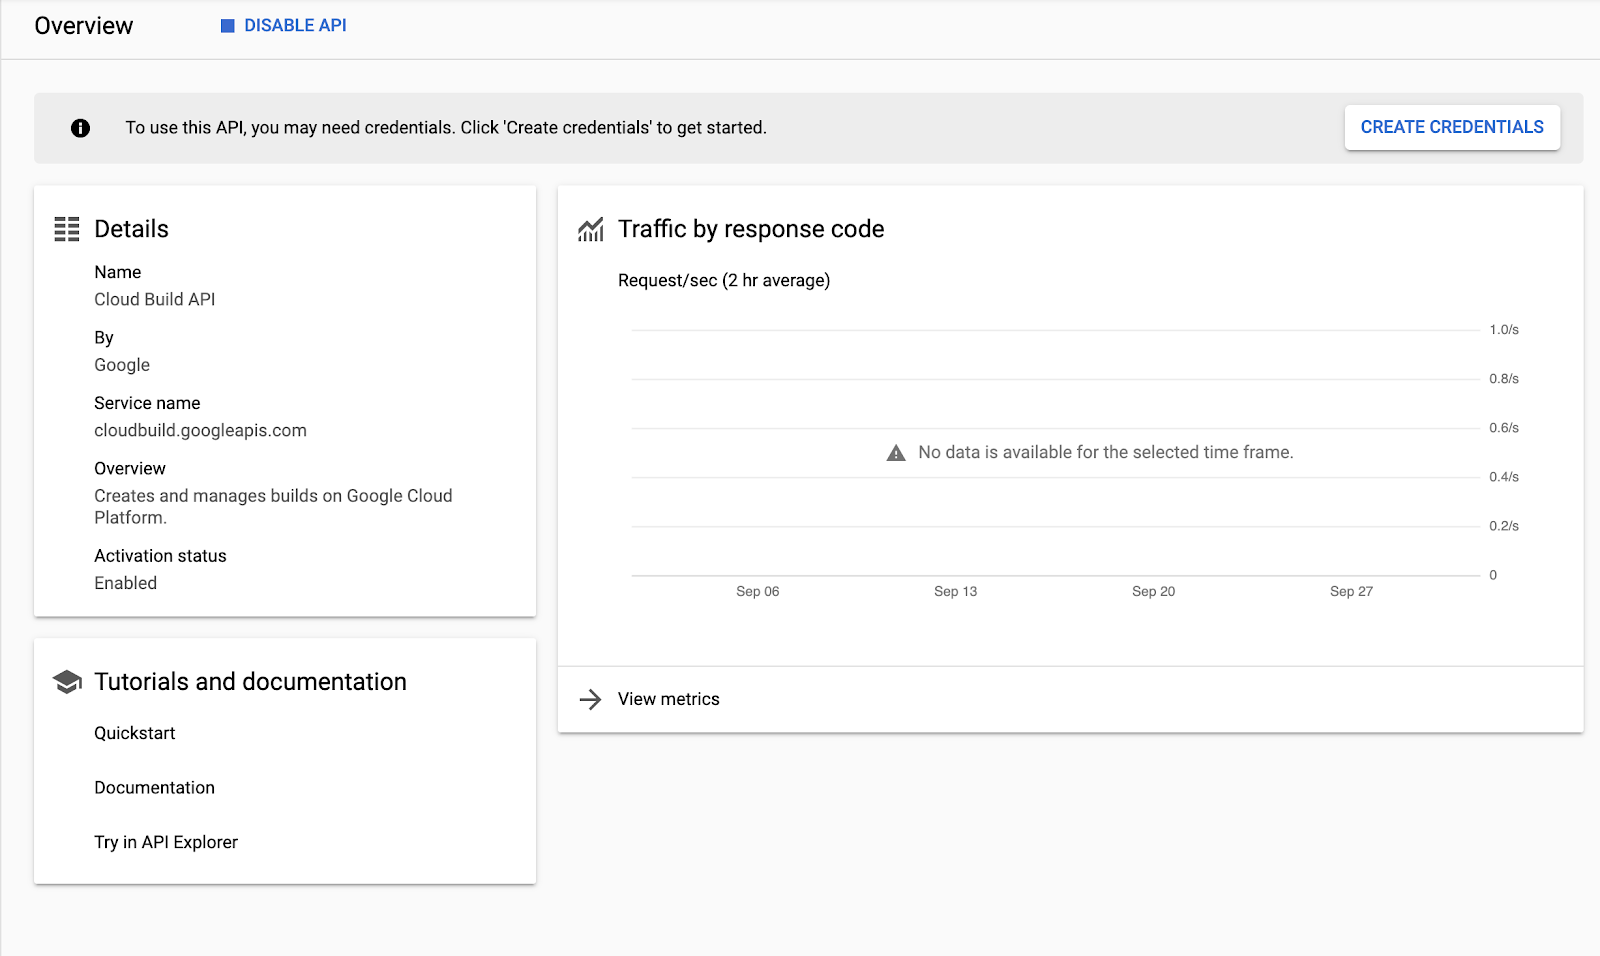 Overview
DISABLE API
To use this API, you may need credentials. Click 'Create credentials' to get started.
CREATE CREDENTIALS
Details
Name
Cloud Build API
By
Google
Service name
cloudbuild.googleapis.com
Overview
Creates and manages builds on Google Cloud
Platform.
Activation status
Enabled
Tutorials and documentation
Quickstart
Documentation
Try in API Explorer
Traffic by response code
Request/sec (2 hr average)
1.0/s
0.8/s
0.6/s
No data is available for the selected time frame.
0.4/s
0.2/s
0
Sep 06
Sep 13
Sep 20
Sep 27
View metrics